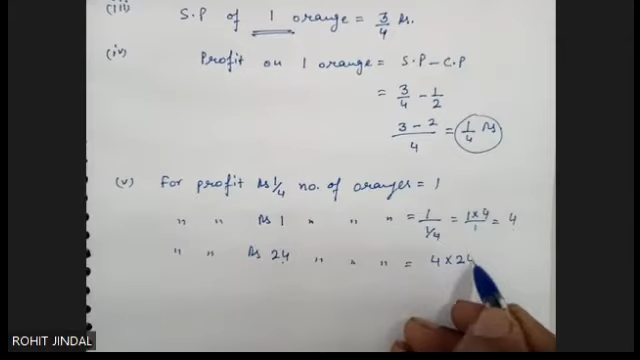 (iii) S.P of 1 orange = 3/4 Rs.
(iv) Profit on 1 orange = S.P - C.P
= 3/4 - 1/2
3 - 2 / 4 = 1/4 Rs
(v) For profit Rs 1/4 no. of oranges = 1
" " Rs 1 " " " = 1 / 1/4 = 1 x 4 / 1 = 4
" " Rs 24 " " " = 4 x 24
ROHIT JINDAL